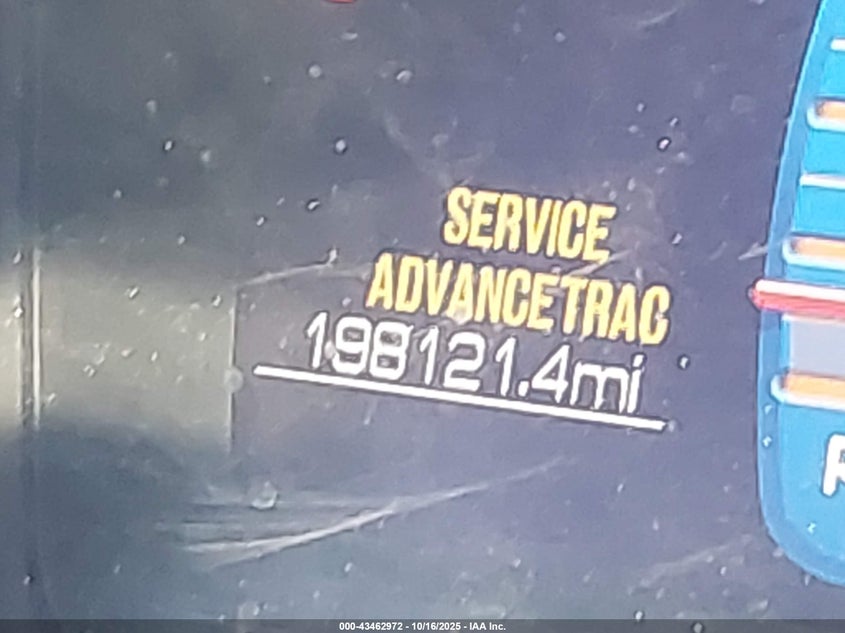 SERVICE
ADVANCETRAC
198121.4mi
000-43462972 - 10/16/2025 - IAA Inc.